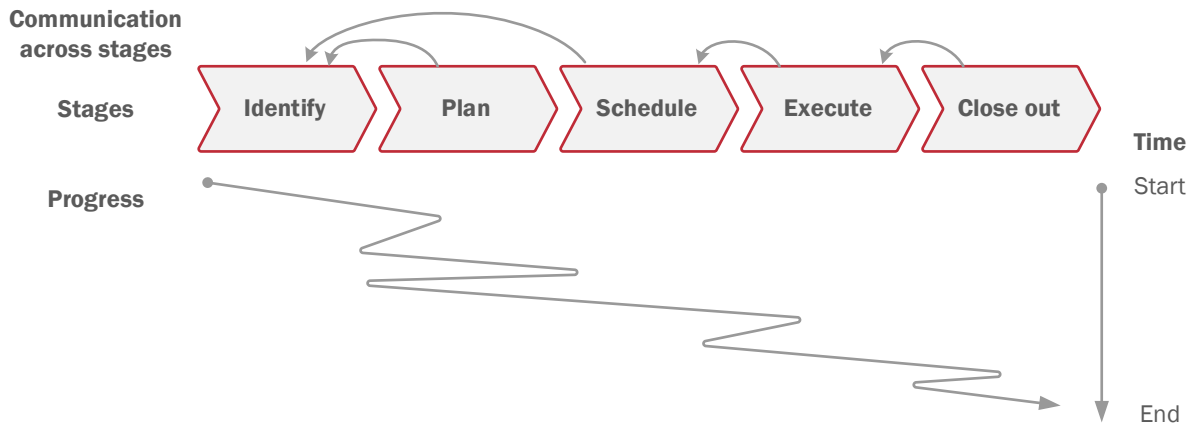 Communication
across stages
Stages
Identify
Plan
Schedule
Execute
Close out
Time
Progress
Start
End